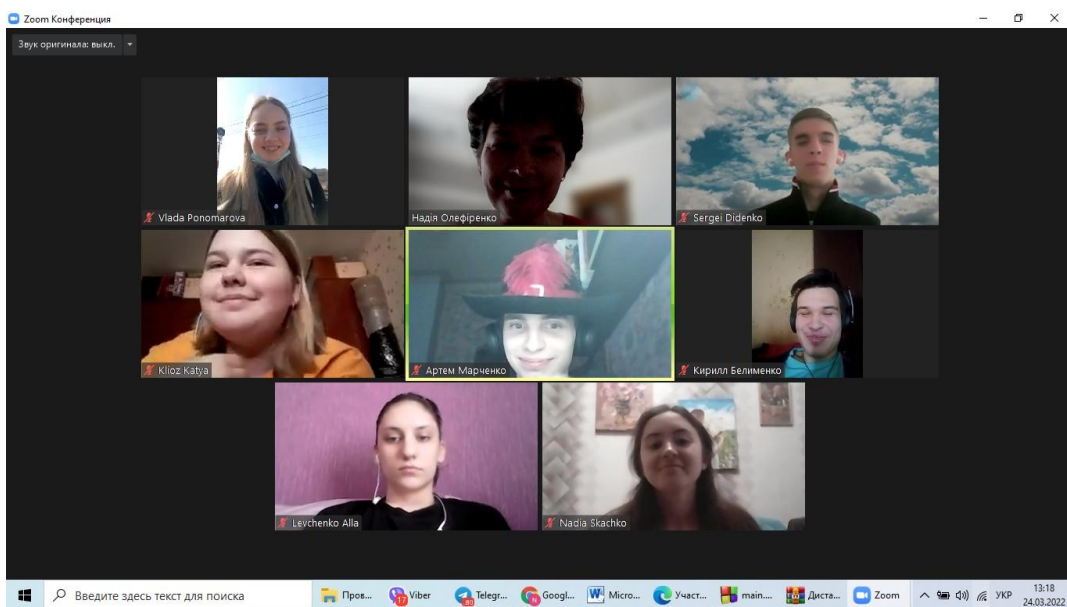 Zoom Конференция
Звук оригинала: выкл.
Vlada Ponomarova
Надія Олефіренко
Sergei Didenko
Klioz Katya
Артем Марченко
Кирилл Белименко
Levchenko Alla
Nadia Skachko
Введите здесь текст для поиска
Пров...
Viber
17
Telegr...
90
Googl...
Micro...
Участ...
main....
Диста...
Zoom
УКР
13:18
24.03.2022